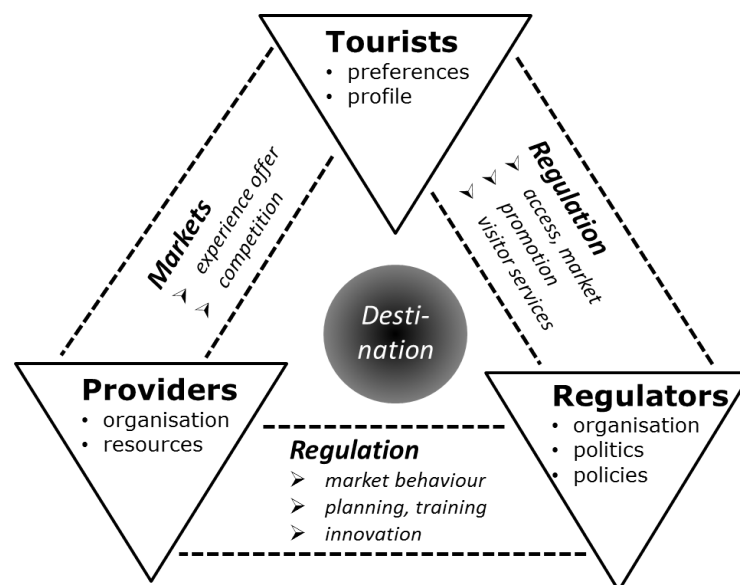 Tourists
• preferences
• profile
Markets
➢ experience offer
➢ competition
Regulation
➢ access, market
➢ promotion
➢ visitor services
Desti-
nation
Providers
• organisation
• resources
Regulators
• organisation
• politics
• policies
Regulation
➢ market behaviour
➢ planning, training
➢ innovation